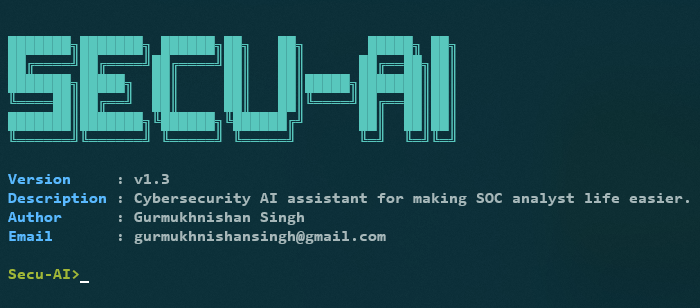 SECU-AI
Version     : v1.3
Description : Cybersecurity AI assistant for making SOC analyst life easier.
Author      : Gurmukhnishan Singh
Email       : gurmukhnishansingh@gmail.com
Secu-AI>_